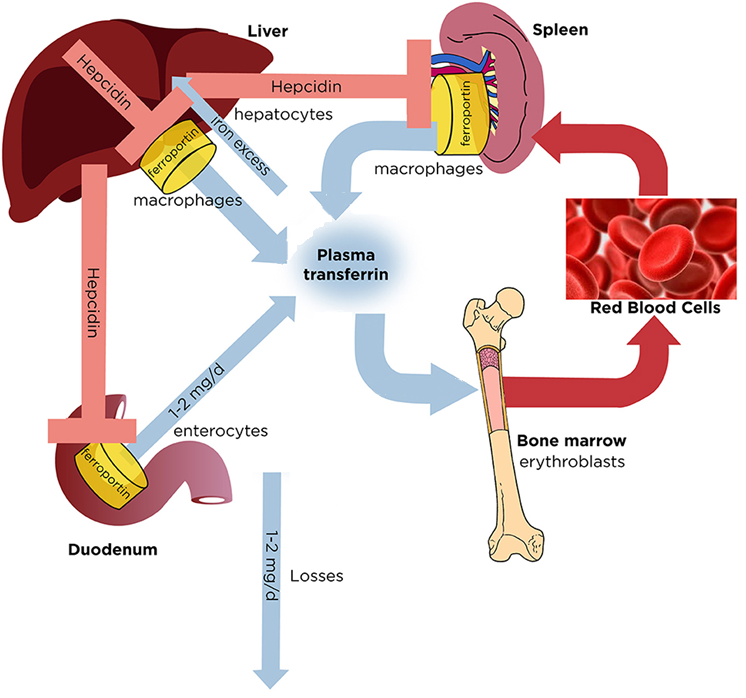 Liver
Spleen
Hepcidin
Hepcidin
hepatocytes
iron excess
ferroportin
macrophages
ferroportin
macrophages
Plasma
transferrin
Red Blood Cells
Hepcidin
1-2 mg/d
enterocytes
ferroportin
Bone marrow
erythroblasts
Duodenum
1-2 mg/d
Losses